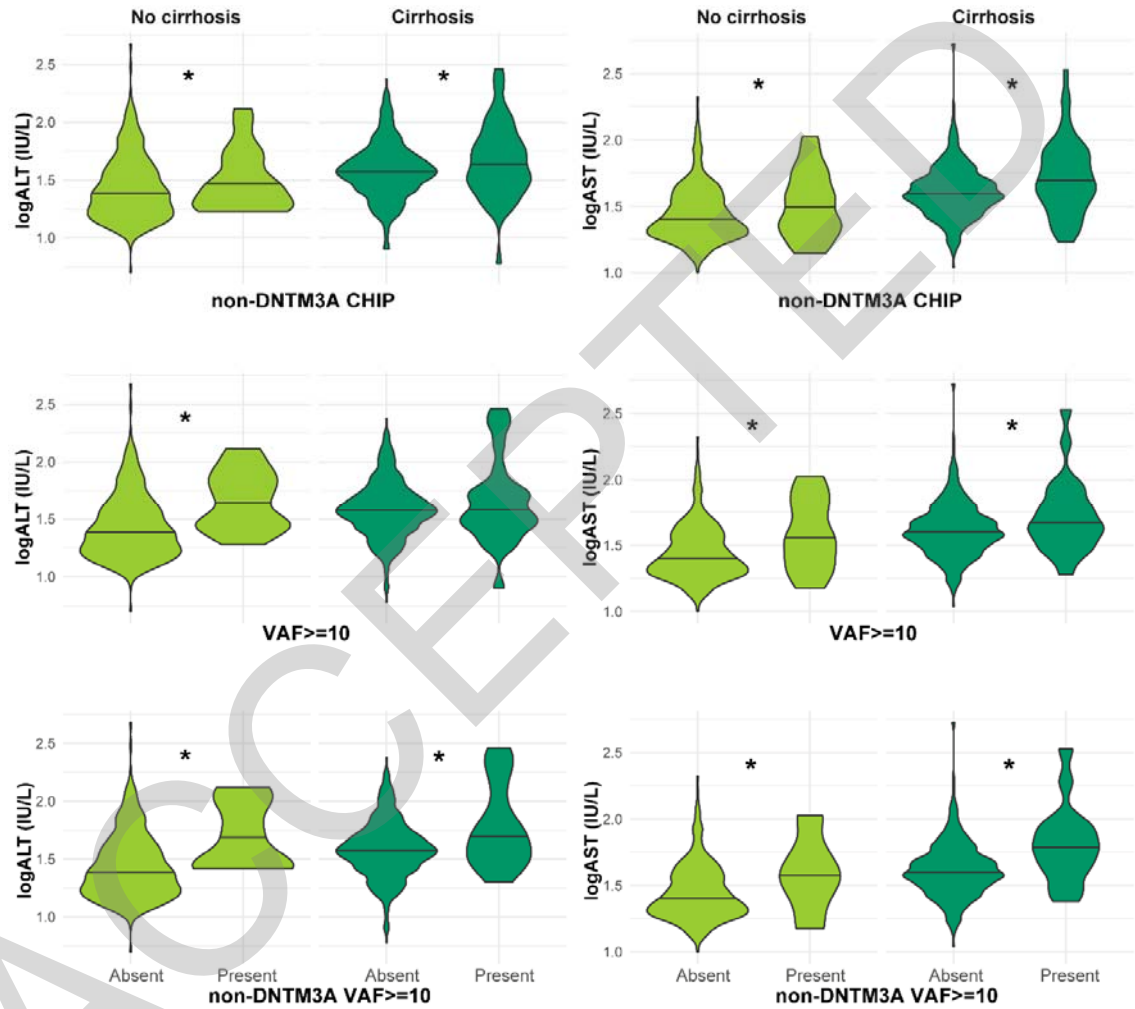 No cirrhosis Cirrhosis No cirrhosis Cirrhosis
logALT (IU/L)
2.5
2.0
1.5
1.0
*
*
non-DNTM3A CHIP
logAST (IU/L)
2.5
2.0
1.5
1.0
*
*
non-DNTM3A CHIP
logALT (IU/L)
2.5
2.0
1.5
1.0
*
VAF>=10
logAST (IU/L)
2.5
2.0
1.5
1.0
*
*
VAF>=10
logALT (IU/L)
2.5
2.0
1.5
1.0
*
*
Absent Present Absent Present
non-DNTM3A VAF>=10
logAST (IU/L)
2.5
2.0
1.5
1.0
*
*
Absent Present Absent Present
non-DNTM3A VAF>=10
ACCEPTED